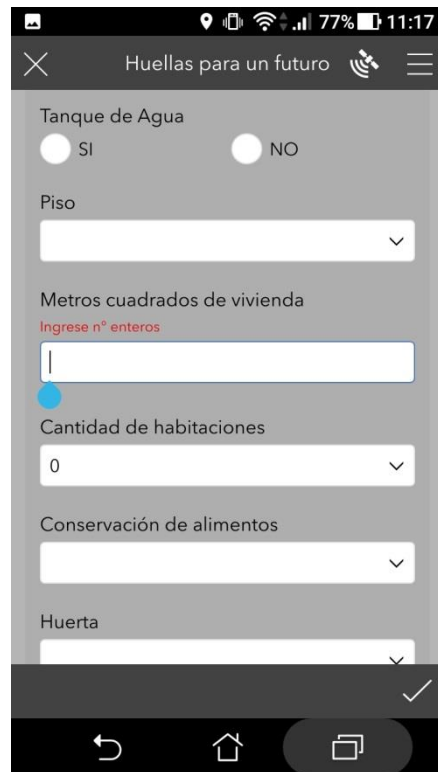 77% 11:17
Huellas para un futuro
Tanque de Agua
SI NO
Piso
Metros cuadrados de vivienda
Ingrese n° enteros
Cantidad de habitaciones
0
Conservación de alimentos
Huerta